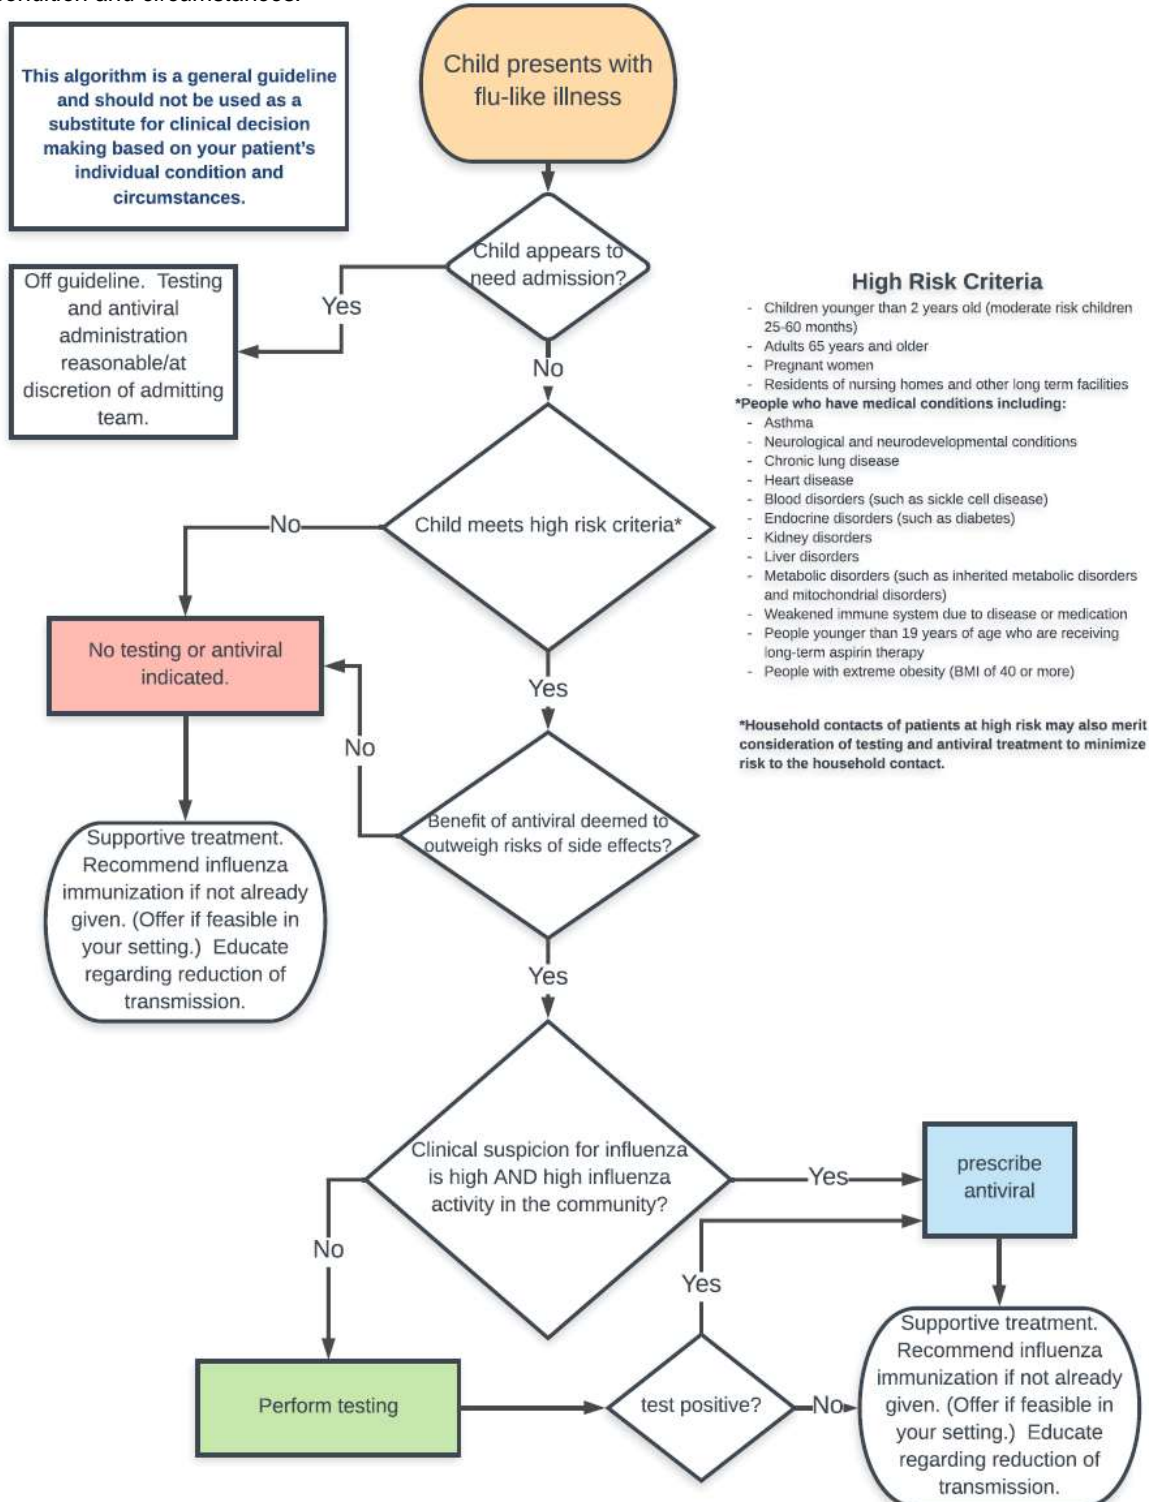 condition and circumstances.
This algorithm is a general guideline
and should not be used as a
substitute for clinical decision
making based on your patient's
individual condition and
circumstances.
Child presents with
flu-like illness
Child appears to
need admission?
Yes
Off guideline. Testing
and antiviral
administration
reasonable/at
discretion of admitting
team.
No
High Risk Criteria
- Children younger than 2 years old (moderate risk children
25-60 months)
- Adults 65 years and older
- Pregnant women
- Residents of nursing homes and other long term facilities
*People who have medical conditions including:
- Asthma
- Neurological and neurodevelopmental conditions
- Chronic lung disease
- Heart disease
- Blood disorders (such as sickle cell disease)
- Endocrine disorders (such as diabetes)
- Kidney disorders
- Liver disorders
- Metabolic disorders (such as inherited metabolic disorders
and mitochondrial disorders)
- Weakened immune system due to disease or medication
- People younger than 19 years of age who are receiving
long-term aspirin therapy
- People with extreme obesity (BMI of 40 or more)
*Household contacts of patients at high risk may also merit
consideration of testing and antiviral treatment to minimize
risk to the household contact.
Child meets high risk criteria*
No
No testing or antiviral
indicated.
Yes
No
Benefit of antiviral deemed to
outweigh risks of side effects?
Supportive treatment.
Recommend influenza
immunization if not already
given. (Offer if feasible in
your setting.) Educate
regarding reduction of
transmission.
Yes
Clinical suspicion for influenza
is high AND high influenza
activity in the community?
Yes
prescribe
antiviral
No
Yes
Perform testing
test positive?
No
Supportive treatment.
Recommend influenza
immunization if not already
given. (Offer if feasible in
your setting.) Educate
regarding reduction of
transmission.